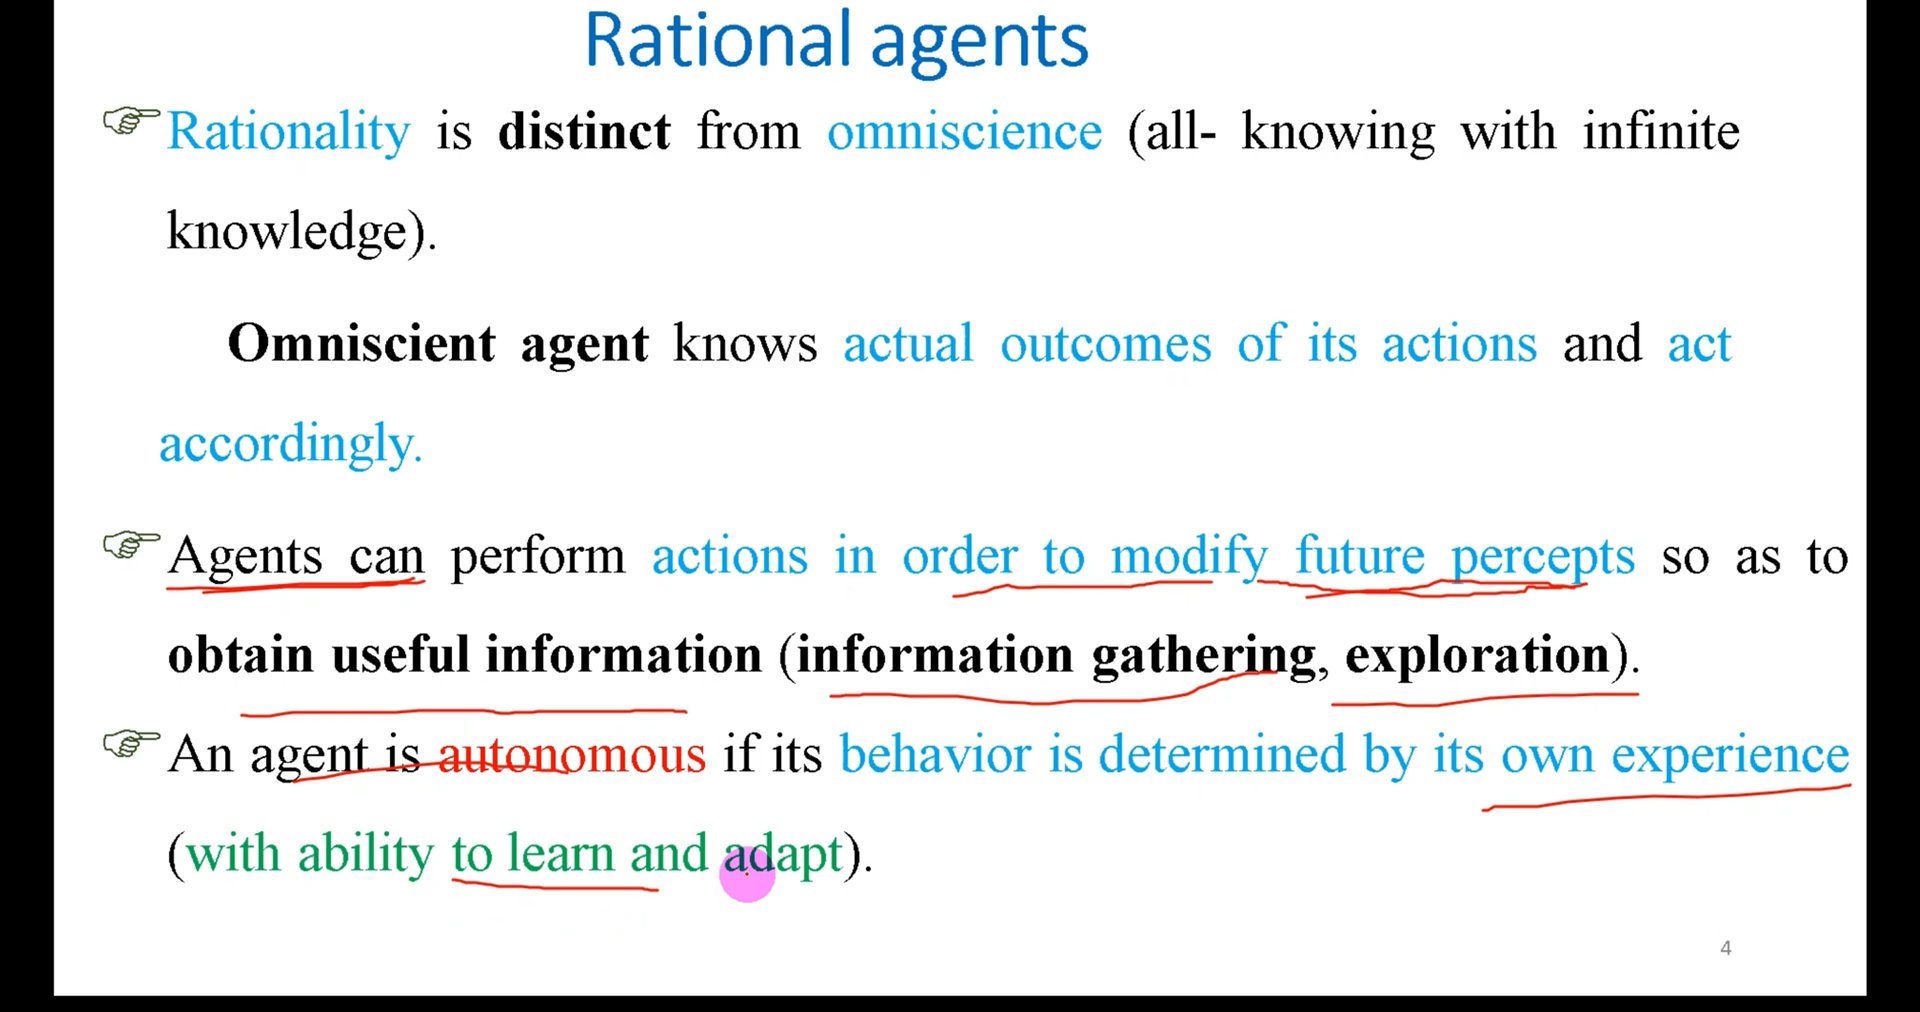 Rational agents
Rationality is distinct from omniscience (all- knowing with infinite
knowledge).
Omniscient agent knows actual outcomes of its actions and act
accordingly.
Agents can perform actions in order to modify future percepts so as to
obtain useful information (information gathering, exploration).
An agent is autonomous if its behavior is determined by its own experience
(with ability to learn and adapt).
4